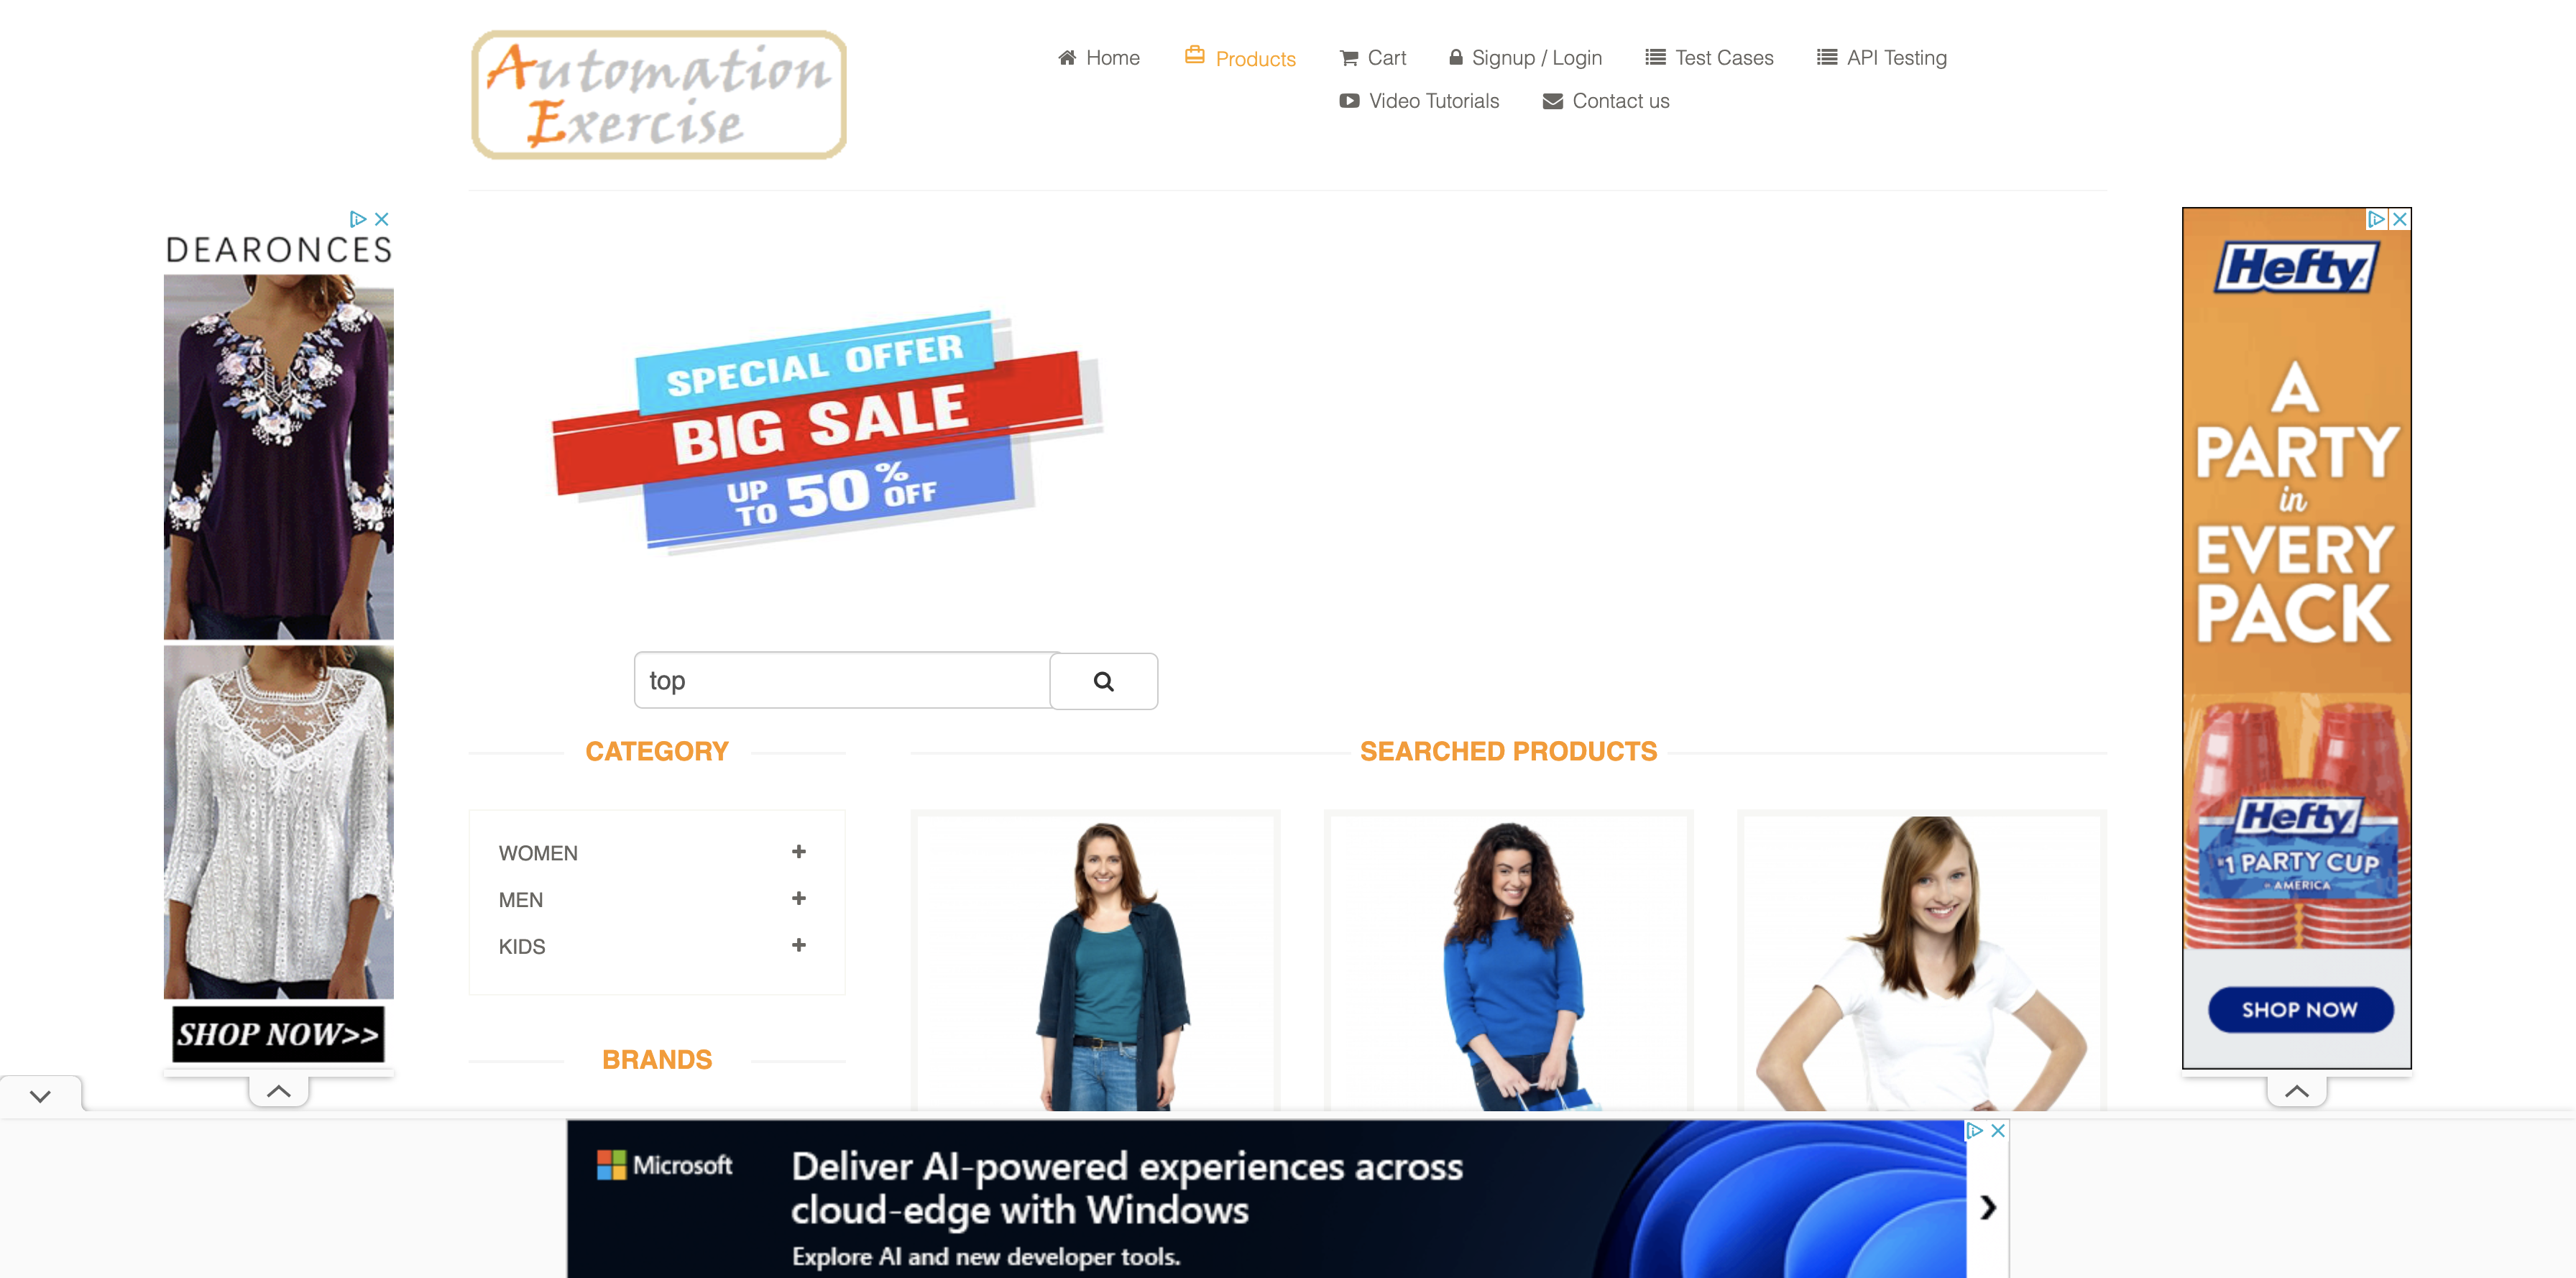 Automation
Exercise
Home
Products
Cart
Signup / Login
Test Cases
API Testing
Video Tutorials
Contact us
DEARONCES
SHOP NOW>>
SPECIAL OFFER
BIG SALE
UP TO 50% OFF
top
CATEGORY
WOMEN
MEN
KIDS
BRANDS
SEARCHED PRODUCTS
Hefty
A
PARTY
in
EVERY
PACK
Hefty
#1 PARTY CUP
IN AMERICA
SHOP NOW
Microsoft
Deliver AI-powered experiences across
cloud-edge with Windows
Explore AI and new developer tools.